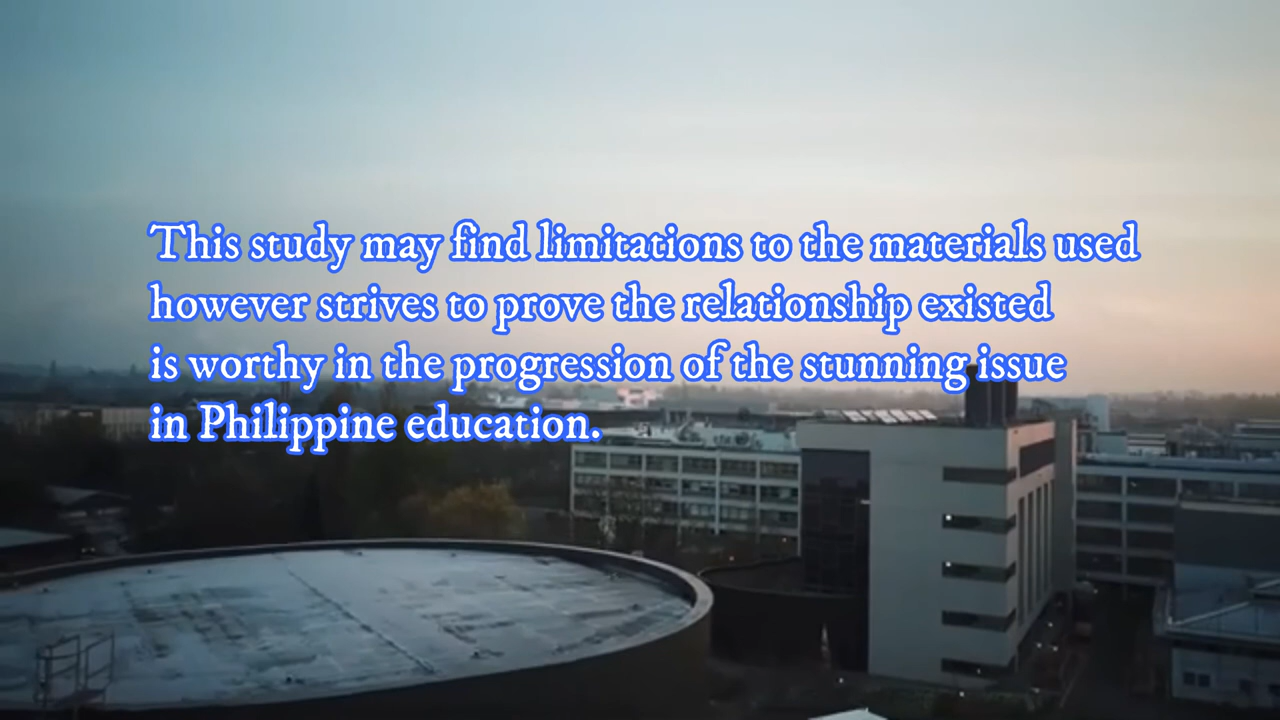 This study may find limitations to the materials used
however strives to prove the relationship existed
is worthy in the progression of the stunning issue
in Philippine education.